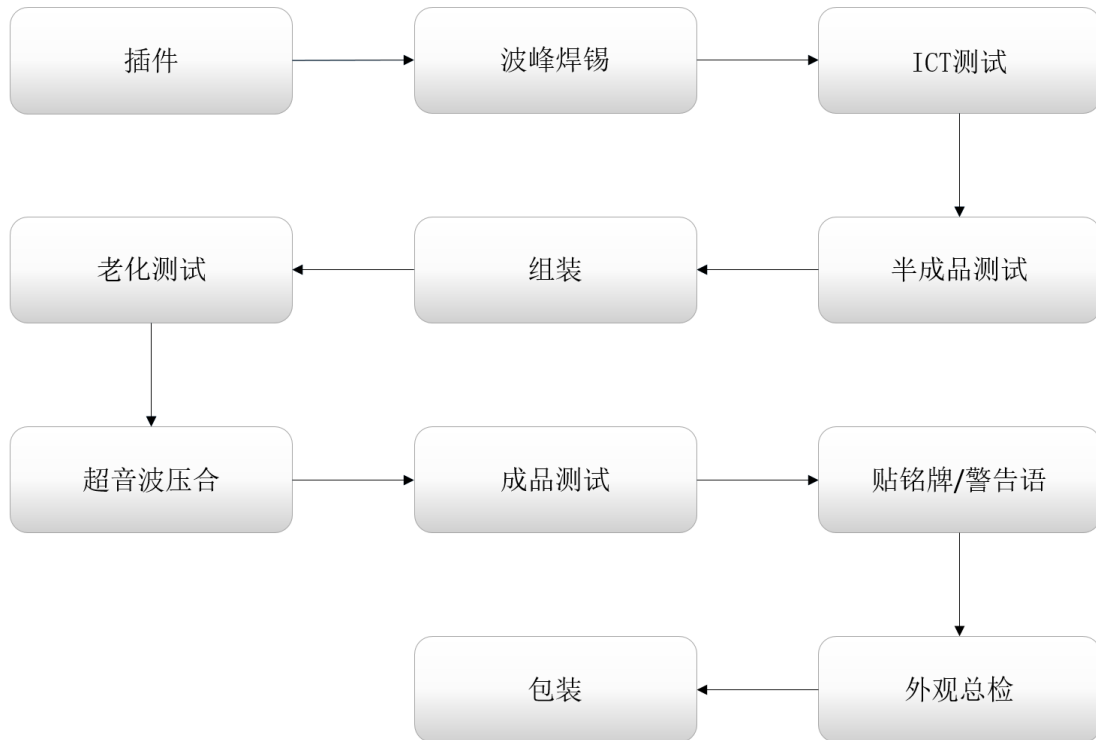 插件
波峰焊锡
ICT测试
半成品测试
组装
老化测试
超音波压合
成品测试
贴铭牌/警告语
外观总检
包装